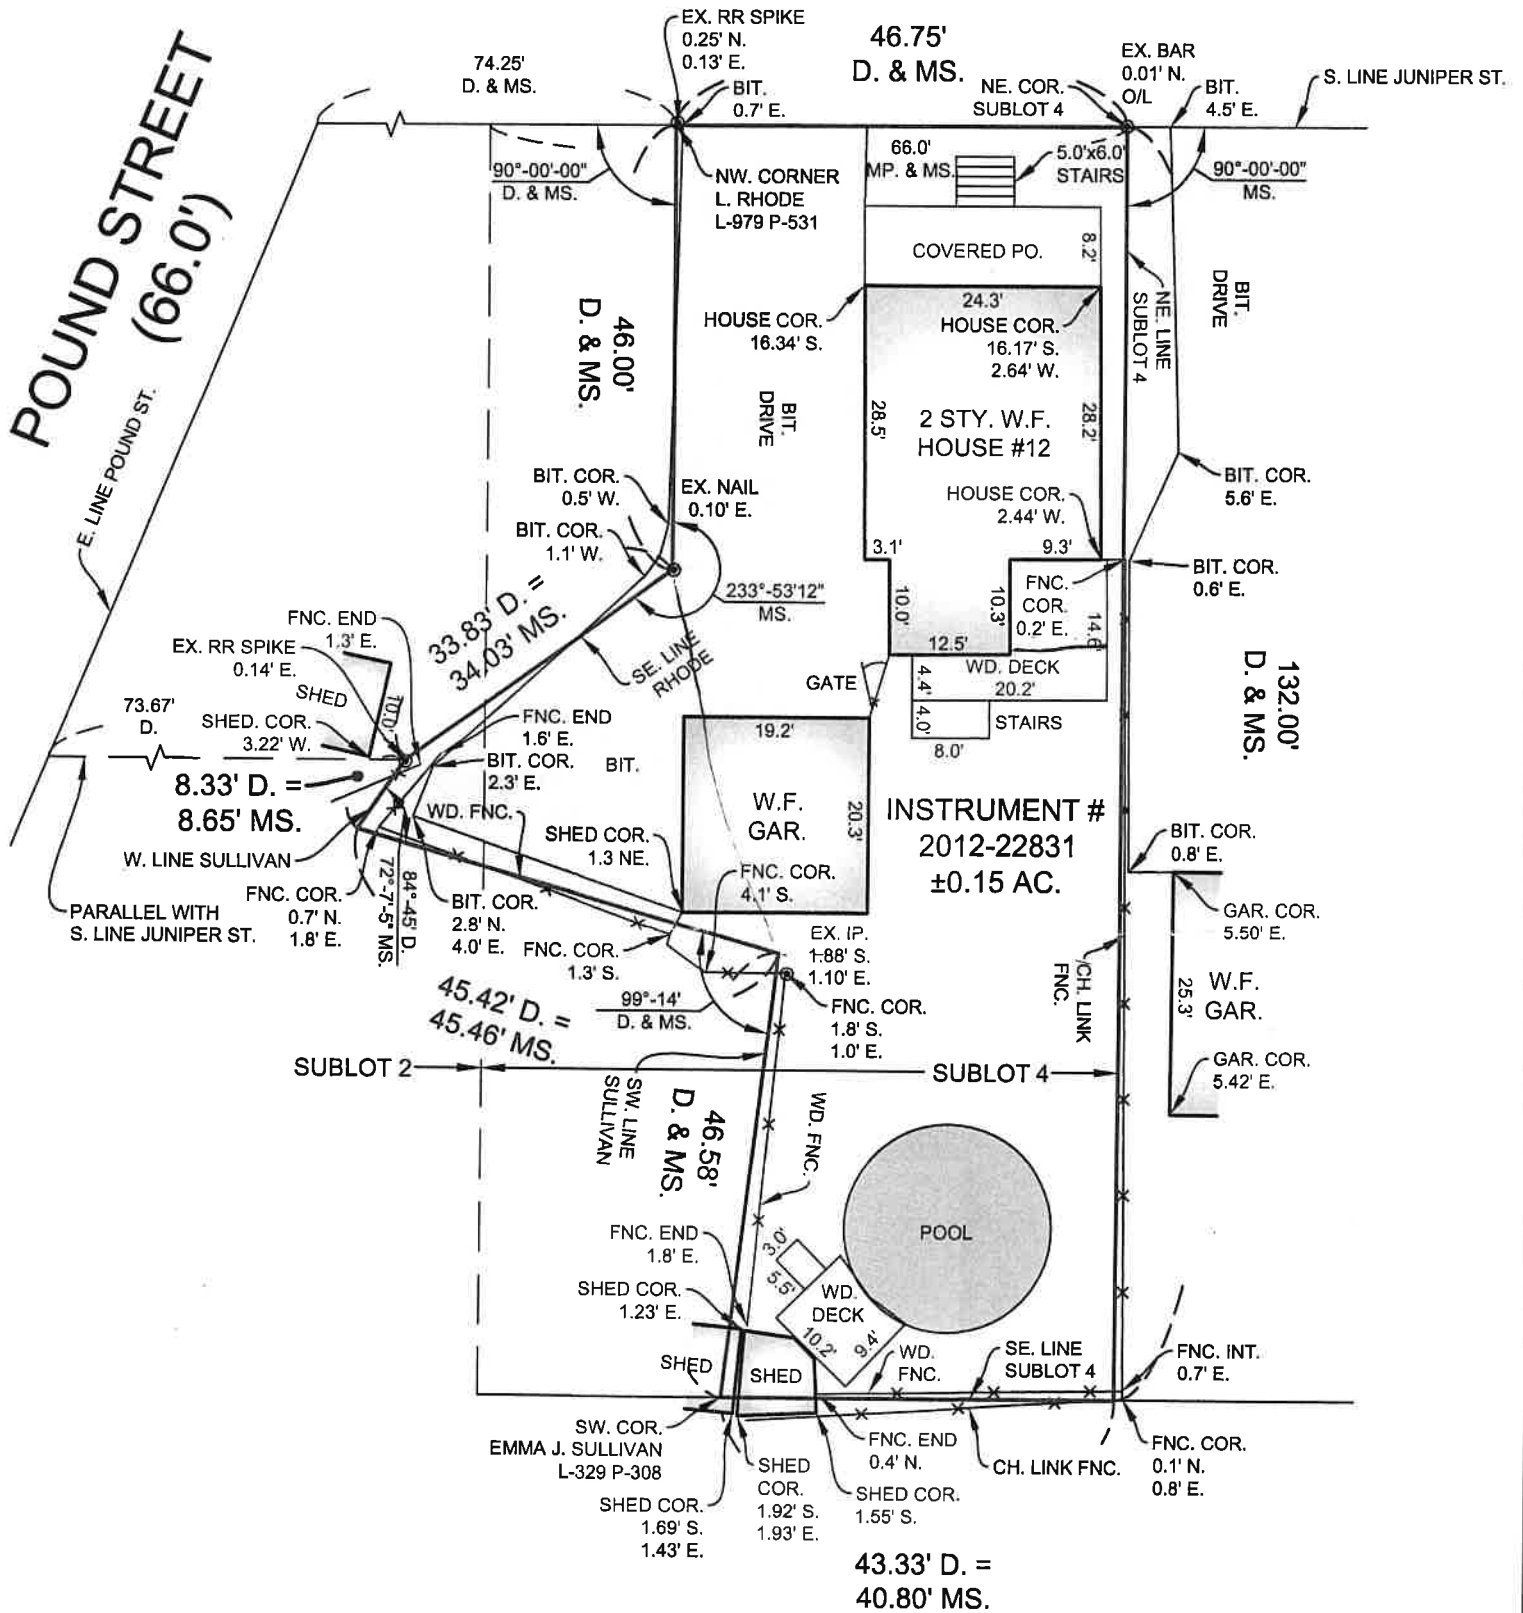 POUND STREET
(66.0')
74.25'
D. & MS.
EX. RR SPIKE
0.25' N.
0.13' E.
BIT.
0.7' E.
46.75'
D. & MS.
NE. COR.
SUBLOT 4
EX. BAR
0.01' N.
O/L
BIT.
4.5' E.
S. LINE JUNIPER ST.
90°-00'-00"
D. & MS.
NW. CORNER
L. RHODE
L-979 P-531
66.0'
MP. & MS.
5.0'x6.0'
STAIRS
90°-00'-00"
MS.
COVERED PO.
8.2'
NE. LINE
SUBLOT 4
BIT.
DRIVE
46.00'
D. & MS.
HOUSE COR.
16.34' S.
24.3'
HOUSE COR.
16.17' S.
2.64' W.
BIT.
DRIVE
28.5'
2 STY. W.F.
HOUSE #12
28.2'
E. LINE POUND ST.
BIT. COR.
0.5' W.
EX. NAIL
0.10' E.
HOUSE COR.
2.44' W.
BIT. COR.
5.6' E.
BIT. COR.
1.1' W.
3.1'
9.3'
BIT. COR.
0.6' E.
233°-53'12"
MS.
10.0'
10.3'
FNC.
COR.
0.2' E.
14.6'
33.83' D. =
34.03' MS.
FNC. END
1.3' E.
EX. RR SPIKE
0.14' E.
SHED
10.0'
SE. LINE
RHODE
12.5'
WD. DECK
20.2'
GATE
4.4'
4.0'
STAIRS
8.0'
132.00'
D. & MS.
73.67'
D.
SHED. COR.
3.22' W.
FNC. END
1.6' E.
BIT. COR.
2.3' E.
BIT.
19.2'
8.33' D. =
8.65' MS.
WD. FNC.
W.F.
GAR.
20.3'
INSTRUMENT #
2012-22831
±0.15 AC.
W. LINE SULLIVAN
SHED COR.
1.3 NE.
BIT. COR.
0.8' E.
FNC. COR.
0.7' N.
1.8' E.
84°-45' D.
72°-7'-5" MS.
BIT. COR.
2.8' N.
4.0' E.
FNC. COR.
4.1' S.
GAR. COR.
5.50' E.
PARALLEL WITH
S. LINE JUNIPER ST.
FNC. COR.
1.3' S.
EX. IP.
1.88' S.
1.10' E.
CH. LINK
FNC.
25.3'
W.F.
GAR.
45.42' D. =
45.46' MS.
99°-14'
D. & MS.
FNC. COR.
1.8' S.
1.0' E.
SUBLOT 2
SUBLOT 4
GAR. COR.
5.42' E.
SW. LINE
SULLIVAN
46.58'
D. & MS.
WD. FNC.
POOL
FNC. END
1.8' E.
3.0'
5.5'
SHED COR.
1.23' E.
WD.
DECK
10.2'
9.4'
SHED
SHED
WD.
FNC.
SE. LINE
SUBLOT 4
FNC. INT.
0.7' E.
SW. COR.
EMMA J. SULLIVAN
L-329 P-308
FNC. END
0.4' N.
CH. LINK FNC.
FNC. COR.
0.1' N.
0.8' E.
SHED COR.
1.69' S.
1.43' E.
SHED
COR.
1.92' S.
1.93' E.
SHED COR.
1.55' S.
43.33' D. =
40.80' MS.